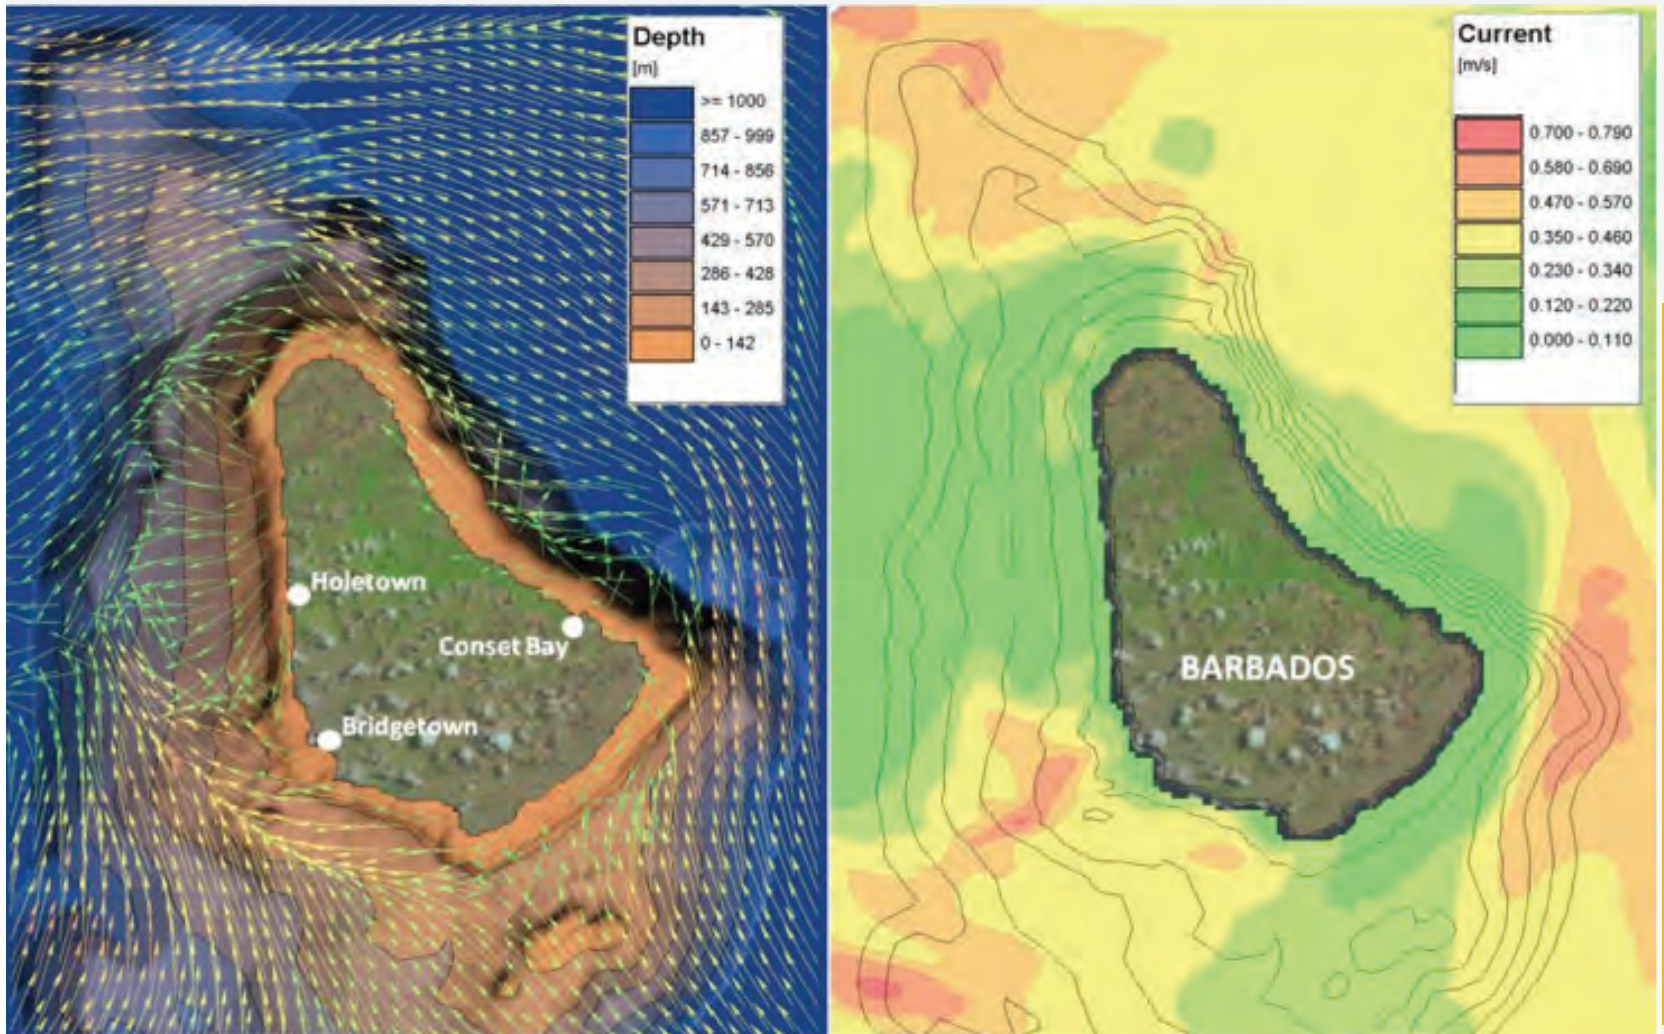 Depth
[m]
>= 1000
857 - 999
714 - 856
571 - 713
429 - 570
286 - 428
143 - 285
0 - 142
Holetown
Conset Bay
Bridgetown
Current
[m/s]
0.700 - 0.790
0.580 - 0.690
0.470 - 0.570
0.350 - 0.460
0.230 - 0.340
0.120 - 0.220
0.000 - 0.110
BARBADOS